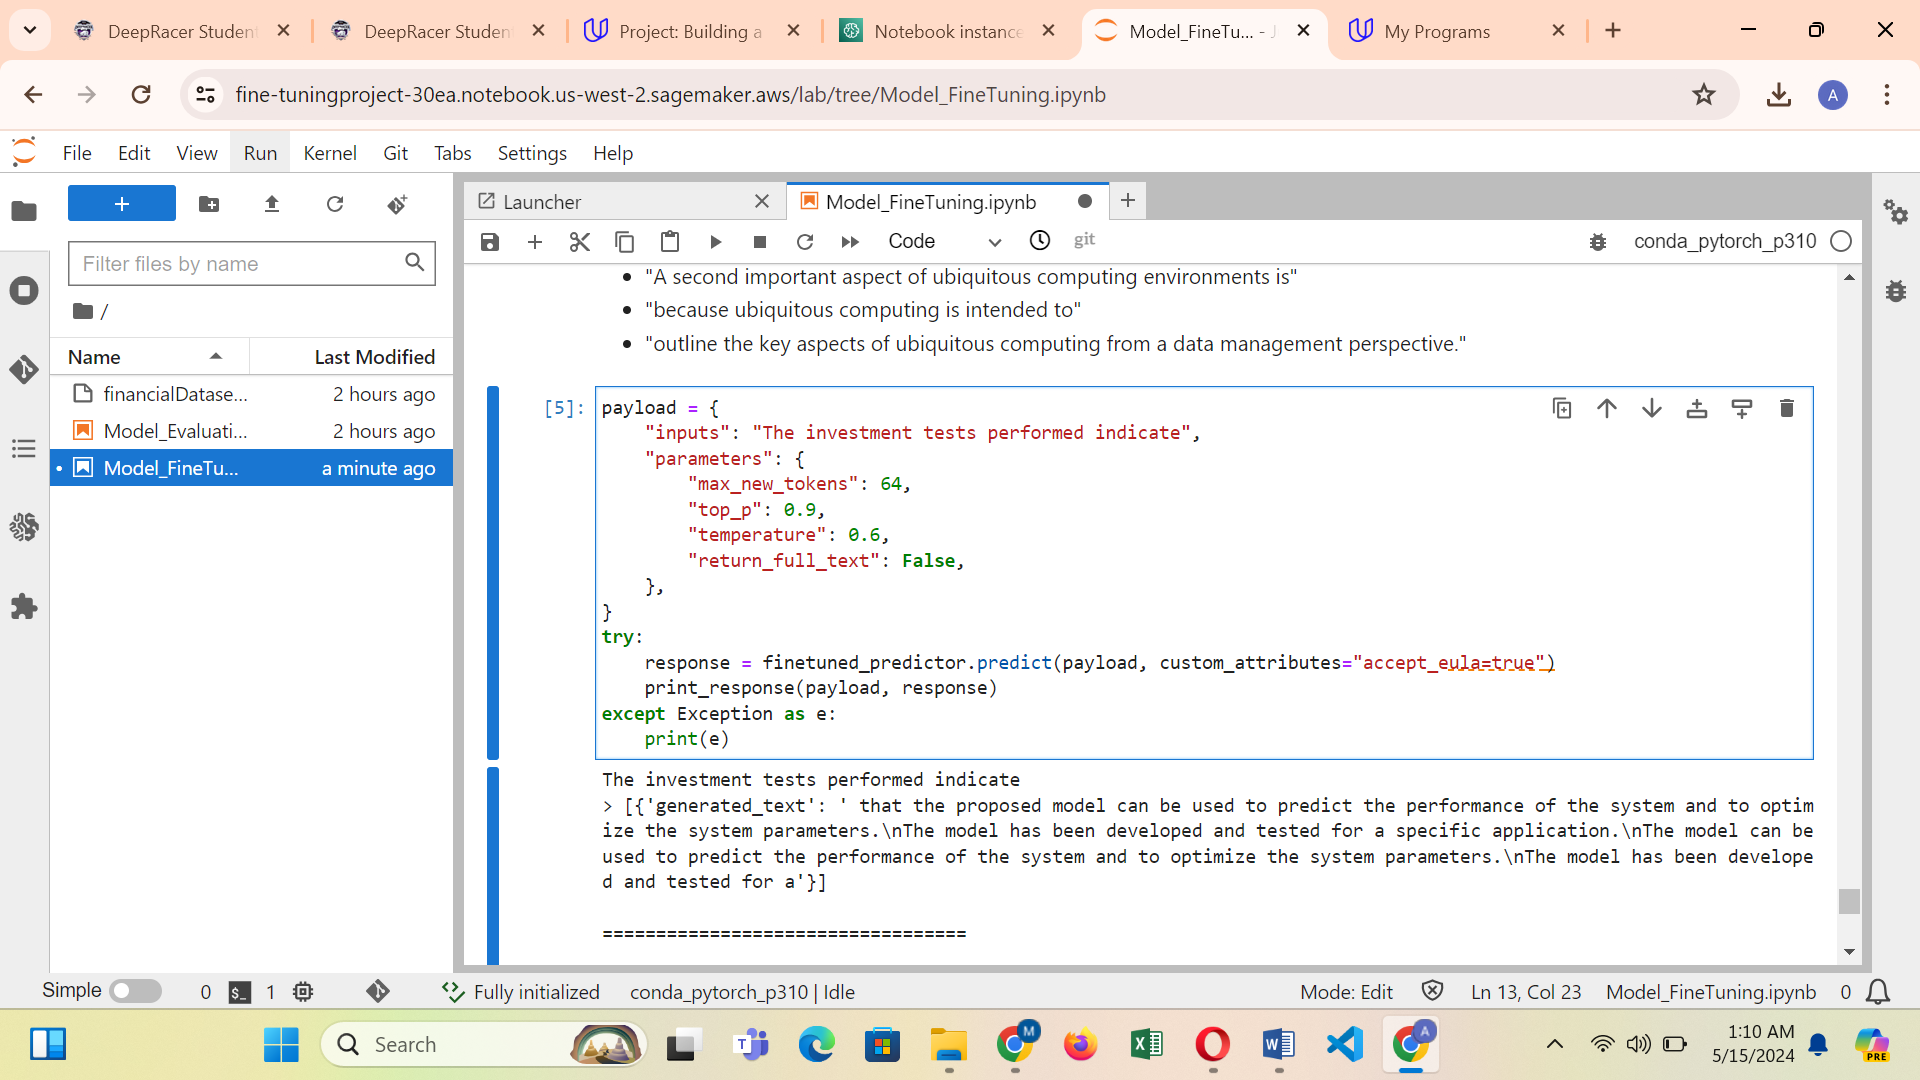 DeepRacer Studen
DeepRacer Studen
Project: Building a
Notebook instance
Model_FineTu... - J
My Programs
fine-tuningproject-30ea.notebook.us-west-2.sagemaker.aws/lab/tree/Model_FineTuning.ipynb
A
File Edit View Run Kernel Git Tabs Settings Help
Launcher
Model_FineTuning.ipynb
Code
git
conda_pytorch_p310
Filter files by name
/
Name Last Modified
financialDatase... 2 hours ago
Model_Evaluati... 2 hours ago
Model_FineTu... a minute ago
• "A second important aspect of ubiquitous computing environments is"
• "because ubiquitous computing is intended to"
• "outline the key aspects of ubiquitous computing from a data management perspective."
[5]: payload = {
"inputs": "The investment tests performed indicate",
"parameters": {
"max_new_tokens": 64,
"top_p": 0.9,
"temperature": 0.6,
"return_full_text": False,
},
}
try:
response = finetuned_predictor.predict(payload, custom_attributes="accept_eula=true")
print_response(payload, response)
except Exception as e:
print(e)
The investment tests performed indicate
> [{'generated_text': ' that the proposed model can be used to predict the performance of the system and to optim
ize the system parameters.\nThe model has been developed and tested for a specific application.\nThe model can be
used to predict the performance of the system and to optimize the system parameters.\nThe model has been develope
d and tested for a'}]
==================================
Simple 0 $_ 1 Fully initialized conda_pytorch_p310 | Idle Mode: Edit Ln 13, Col 23 Model_FineTuning.ipynb 0
Search
M
A
1:10 AM
5/15/2024
PRE